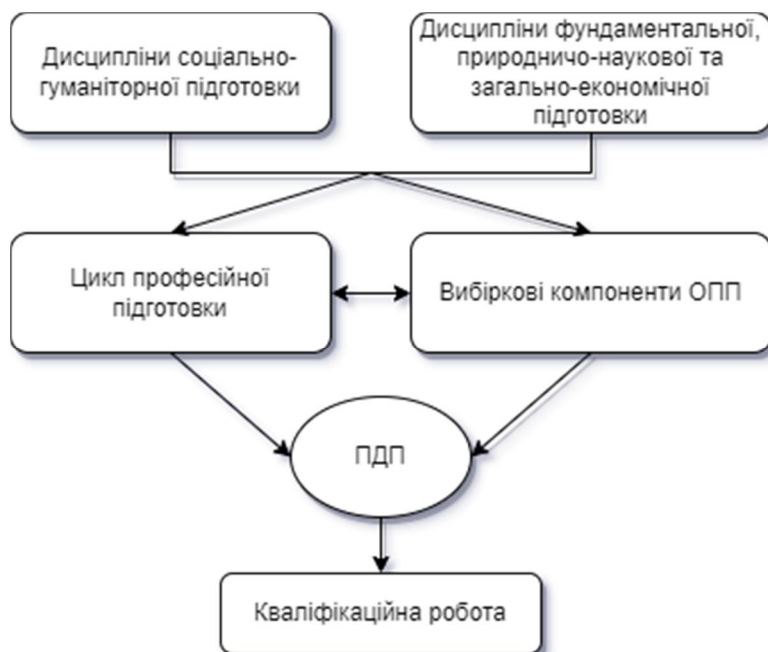 Дисципліни соціально-
гуманіторної підготовки
Дисципліни фундаментальної,
природничо-наукової та
загально-економічної
підготовки
Цикл професійної
підготовки
Вибіркові компоненти ОПП
ПДП
Кваліфікаційна робота